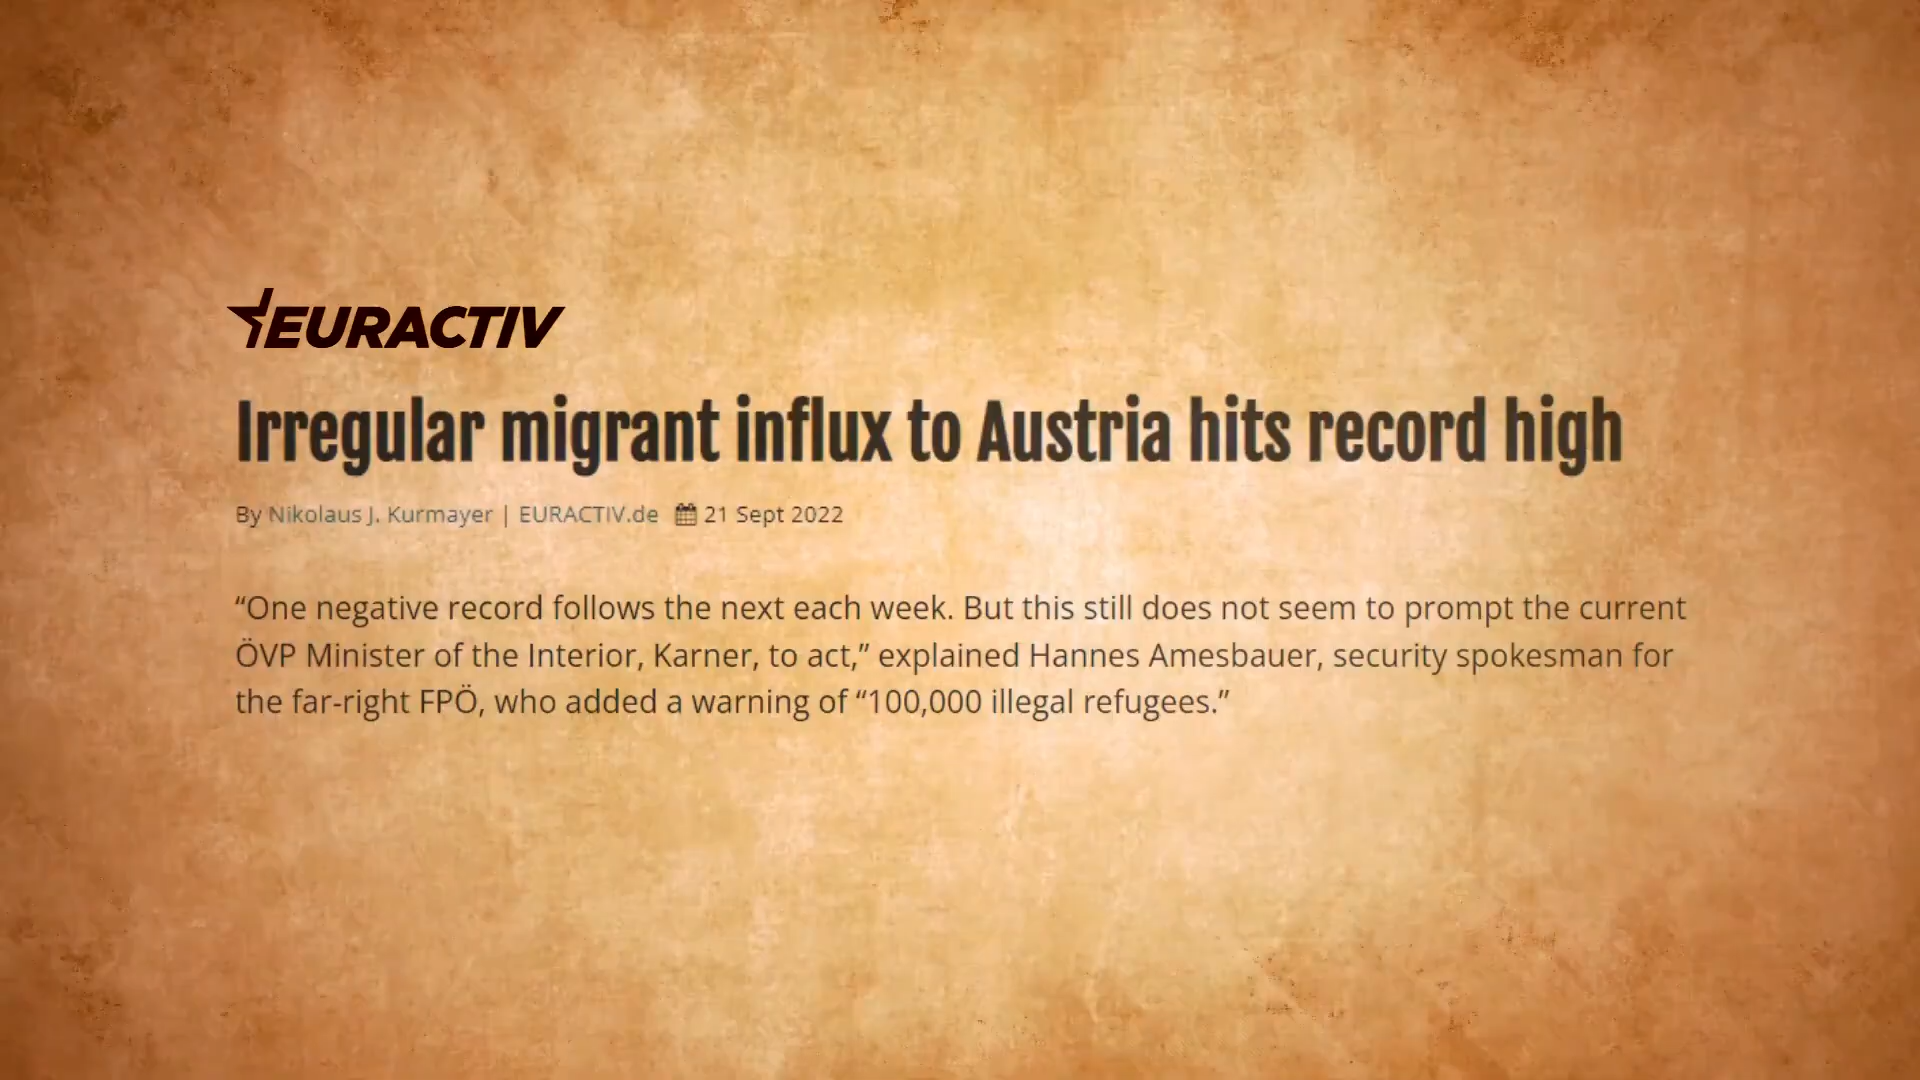 EURACTIV
Irregular migrant influx to Austria hits record high
By Nikolaus J. Kurmayer | EURACTIV.de 21 Sept 2022
“One negative record follows the next each week. But this still does not seem to prompt the current
ÖVP Minister of the Interior, Karner, to act,” explained Hannes Amesbauer, security spokesman for
the far-right FPÖ, who added a warning of “100,000 illegal refugees.”